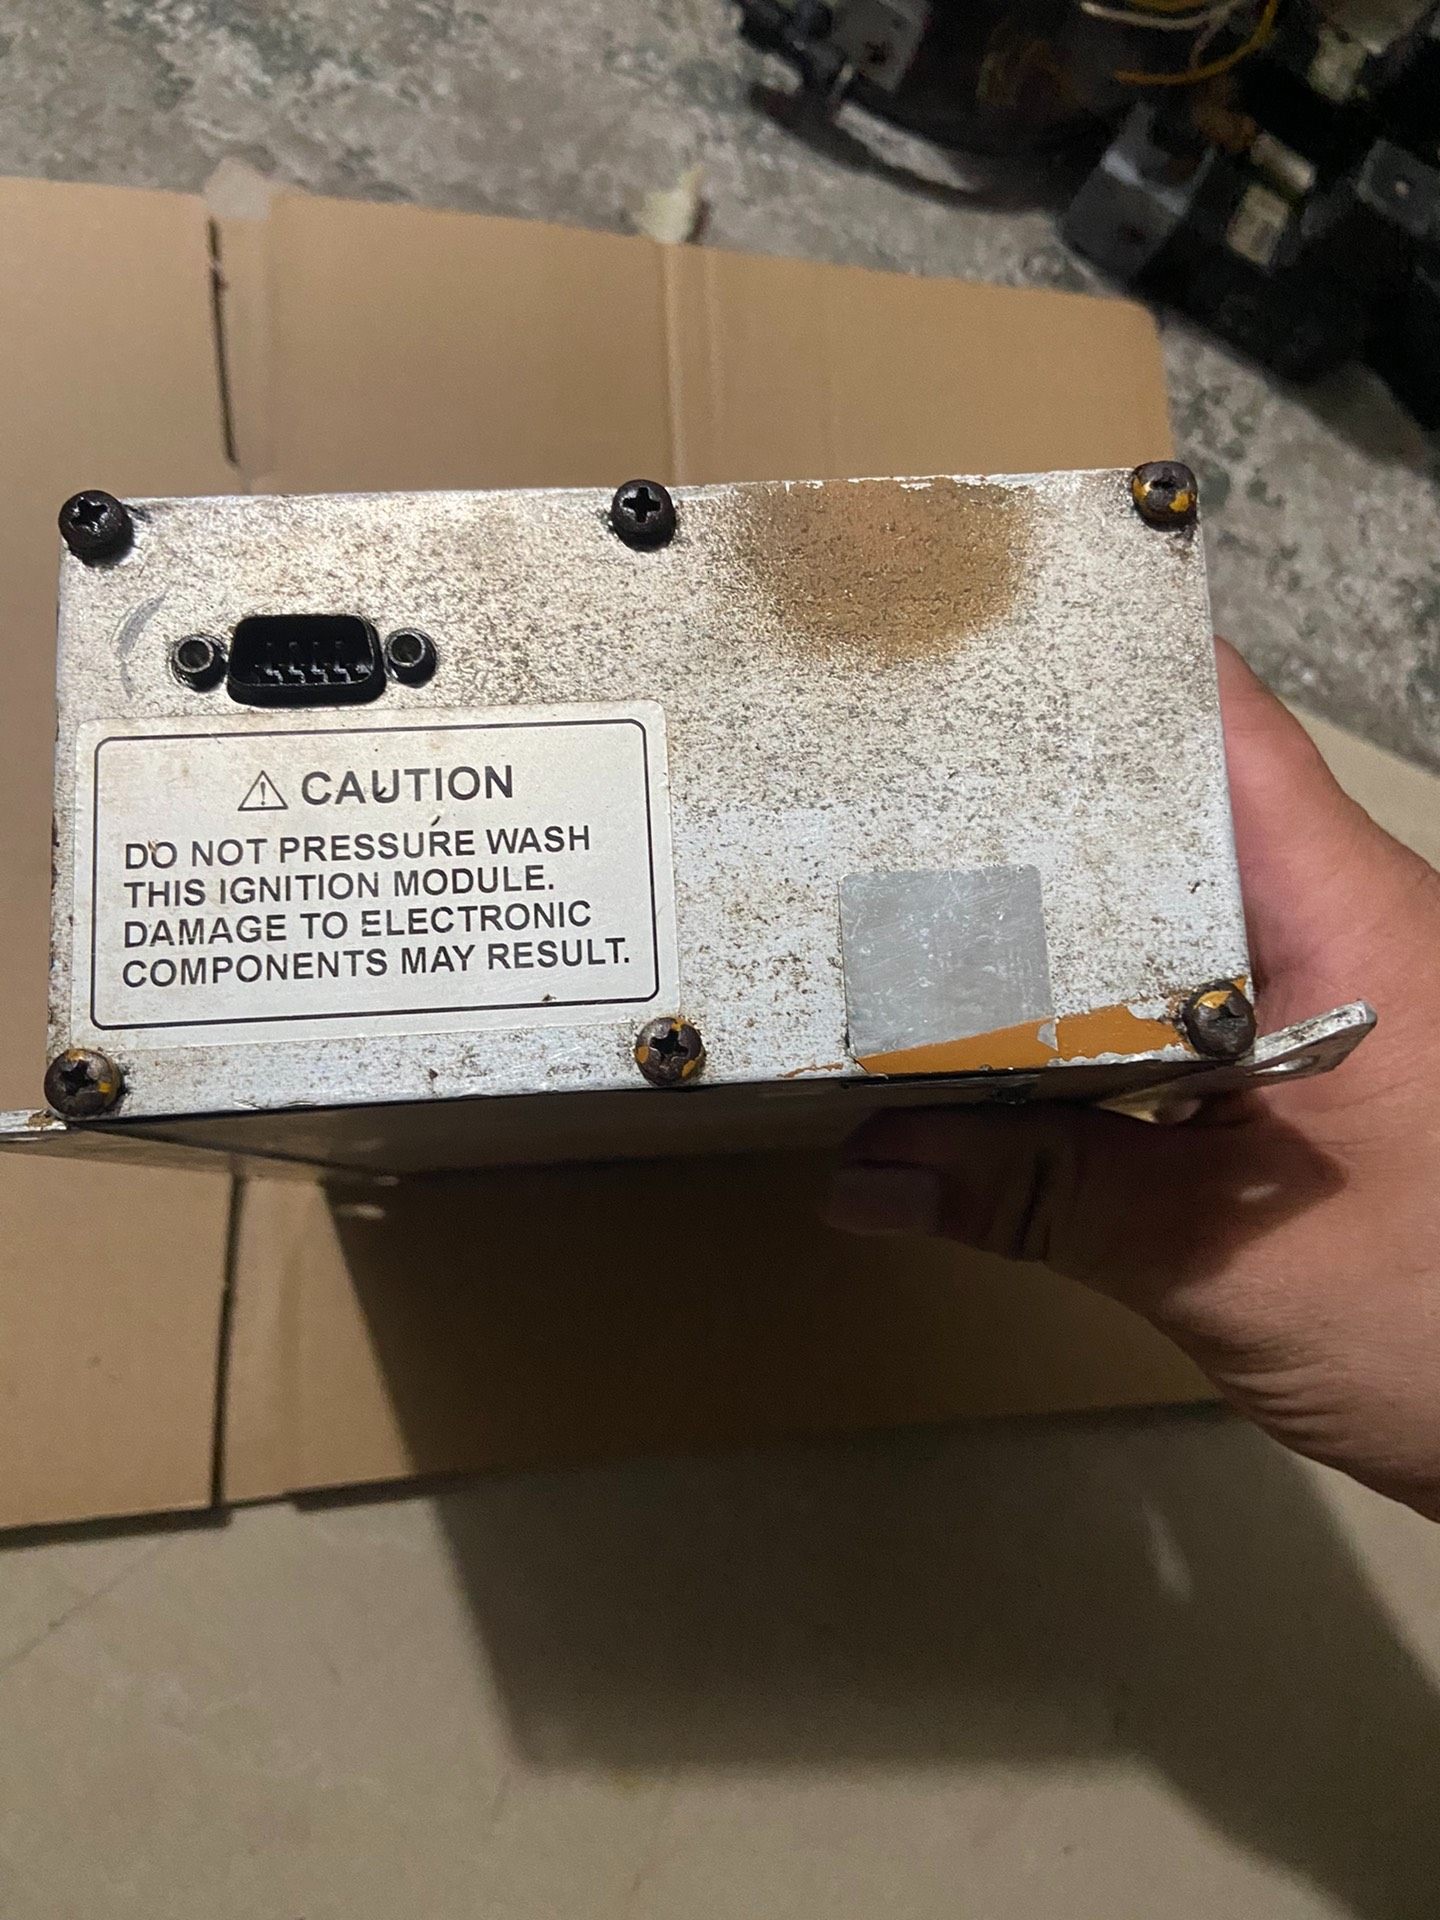 ⚠ CAUTION
DO NOT PRESSURE WASH
THIS IGNITION MODULE.
DAMAGE TO ELECTRONIC
COMPONENTS MAY RESULT.